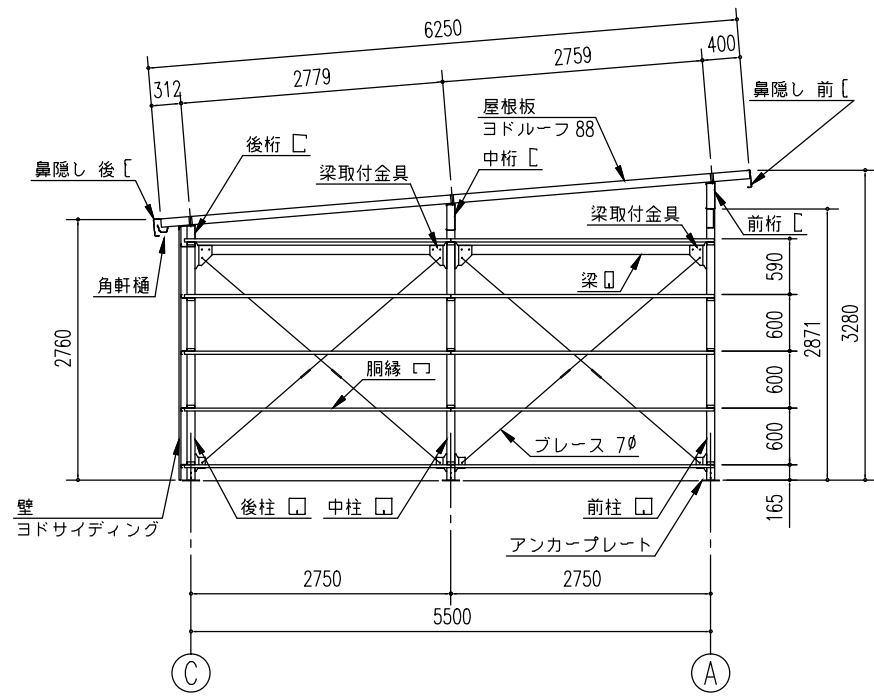 6250
312
2779
2759
400
鼻隠し 前
屋根板
ヨドルーフ 88
後桁
中桁
鼻隠し 後
梁取付金具
梁取付金具
前桁
角軒樋
梁
590
2760
600
2871
3280
胴縁
600
600
ブレース 7φ
165
壁
ヨドサイディング
後柱
中柱
前柱
アンカープレート
2750
2750
5500
C
A